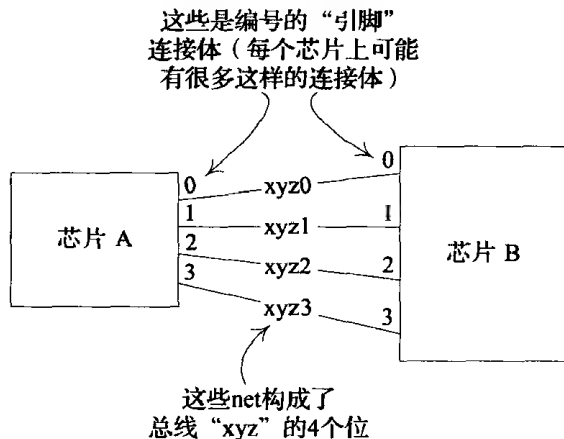 这些是编号的“引脚”
连接体（每个芯片上可能
有很多这样的连接体）
0
0
xyz0
1
xyz1
1
芯片 A
芯片 B
2
xyz2
2
3
xyz3
3
这些net构成了
总线“xyz”的4个位